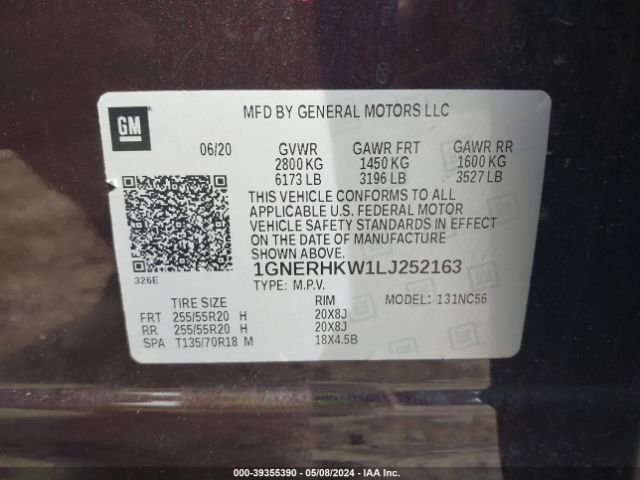 GM
MFD BY GENERAL MOTORS LLC
06/20 GVWR GAWR FRT GAWR RR
2800 KG 1450 KG 1600 KG
6173 LB 3196 LB 3527 LB
THIS VEHICLE CONFORMS TO ALL
APPLICABLE U.S. FEDERAL MOTOR
VEHICLE SAFETY STANDARDS IN EFFECT
ON THE DATE OF MANUFACTURE
326E
1GNERHKW1LJ252163
TYPE: M.P.V.
TIRE SIZE RIM MODEL: 131NC56
FRT 255/55R20 H 20X8J
RR 255/55R20 H 20X8J
SPA T135/70R18 M 18X4.5B
000-39355390 - 05/08/2024 - IAA Inc.